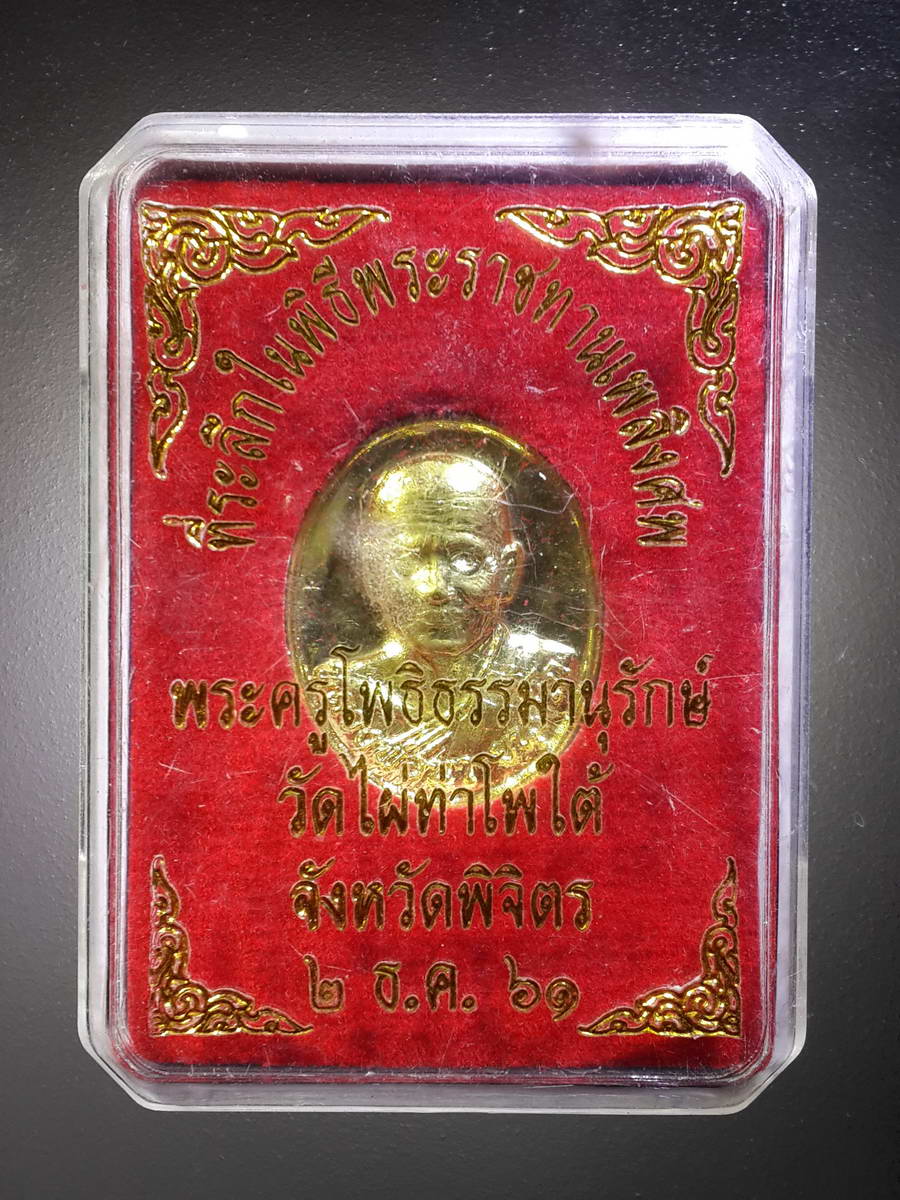 ที่ระลึกในพิธีพระราชทานเพลิงศพ
พระครูโพธิธรรมานุรักษ์
วัดไผ่ท่าโพใต้
จังหวัดพิจิตร
๒ ธ.ค. ๖๑